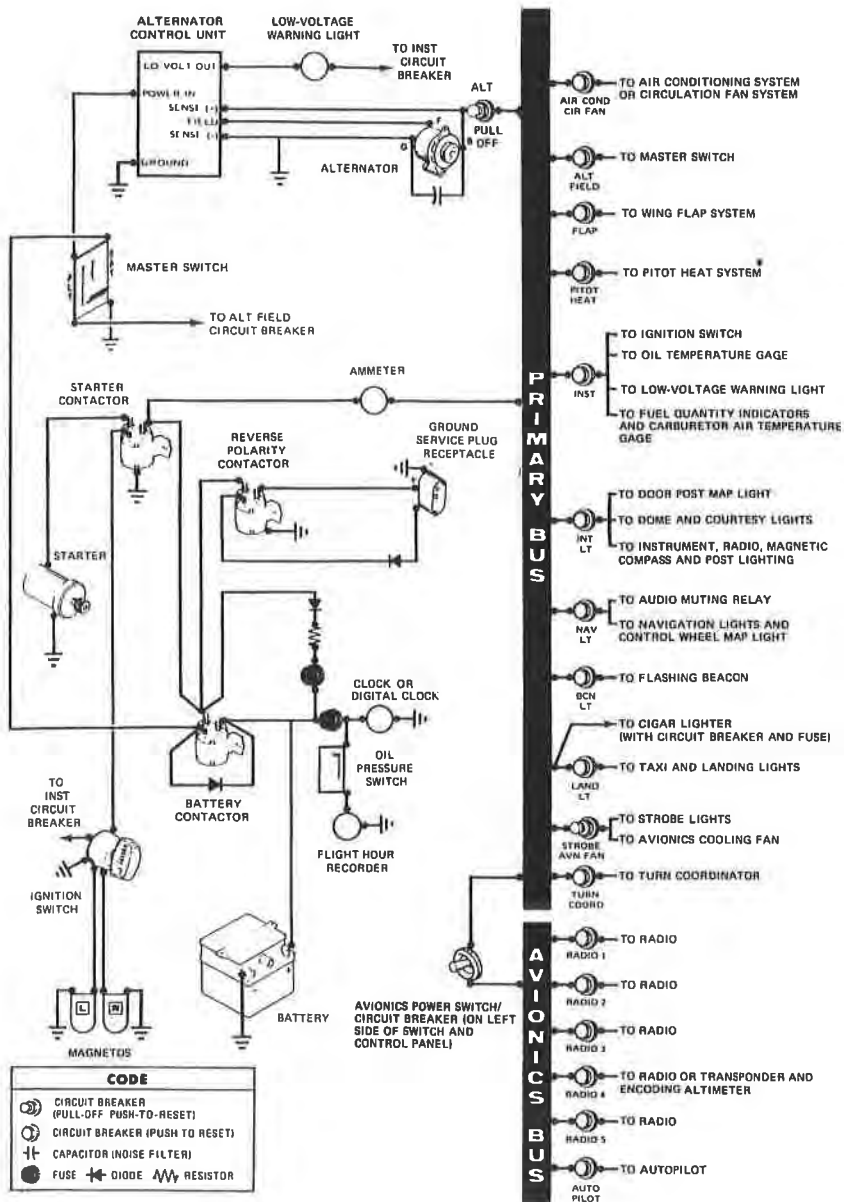 ALTERNATOR
CONTROL UNIT
LOW-VOLTAGE
WARNING LIGHT
TO INST
CIRCUIT
BREAKER
LO VOLT OUT
POWER IN
SENSE (+)
FIELD
SENSE (-)
GROUND
ALT
PULL
OFF
F
G
B
ALTERNATOR
MASTER SWITCH
TO ALT FIELD
CIRCUIT BREAKER
STARTER
CONTACTOR
AMMETER
REVERSE
POLARITY
CONTACTOR
GROUND
SERVICE PLUG
RECEPTACLE
STARTER
CLOCK OR
DIGITAL CLOCK
OIL
PRESSURE
SWITCH
BATTERY
CONTACTOR
FLIGHT HOUR
RECORDER
TO
INST
CIRCUIT
BREAKER
IGNITION
SWITCH
L
R
MAGNETOS
BATTERY
AVIONICS POWER SWITCH/
CIRCUIT BREAKER (ON LEFT
SIDE OF SWITCH AND
CONTROL PANEL)
PRIMARY BUS
AIR COND
CIR FAN
TO AIR CONDITIONING SYSTEM
OR CIRCULATION FAN SYSTEM
ALT
FIELD
TO MASTER SWITCH
FLAP
TO WING FLAP SYSTEM
PITOT
HEAT
TO PITOT HEAT SYSTEM*
INST
TO IGNITION SWITCH
TO OIL TEMPERATURE GAGE
TO LOW-VOLTAGE WARNING LIGHT
TO FUEL QUANTITY INDICATORS
AND CARBURETOR AIR TEMPERATURE
GAGE
INT
LT
TO DOOR POST MAP LIGHT
TO DOME AND COURTESY LIGHTS
TO INSTRUMENT, RADIO, MAGNETIC
COMPASS AND POST LIGHTING
NAV
LT
TO AUDIO MUTING RELAY
TO NAVIGATION LIGHTS AND
CONTROL WHEEL MAP LIGHT
BCN
LT
TO FLASHING BEACON
TO CIGAR LIGHTER
(WITH CIRCUIT BREAKER AND FUSE)
LAND
LT
TO TAXI AND LANDING LIGHTS
STROBE
AVN FAN
TO STROBE LIGHTS
TO AVIONICS COOLING FAN
TURN
COORD
TO TURN COORDINATOR
AVIONICS BUS
RADIO 1
TO RADIO
RADIO 2
TO RADIO
RADIO 3
TO RADIO
RADIO 4
TO RADIO OR TRANSPONDER AND
ENCODING ALTIMETER
RADIO 5
TO RADIO
AUTO
PILOT
TO AUTOPILOT
CODE
CIRCUIT BREAKER
(PULL-OFF PUSH-TO-RESET)
CIRCUIT BREAKER (PUSH TO RESET)
CAPACITOR (NOISE FILTER)
FUSE DIODE RESISTOR